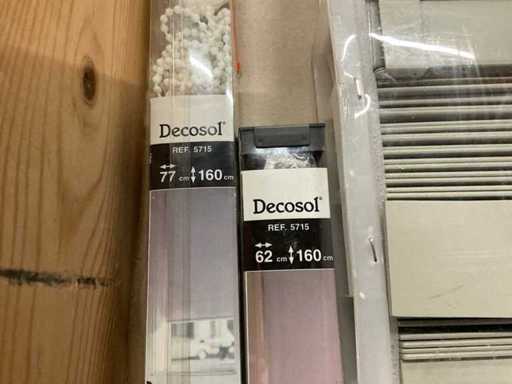 Decosol®
REF. 5715
↔ 77 cm ↕ 160 cm
Decosol®
REF. 5715
↔ 62 cm ↕ 160 cm